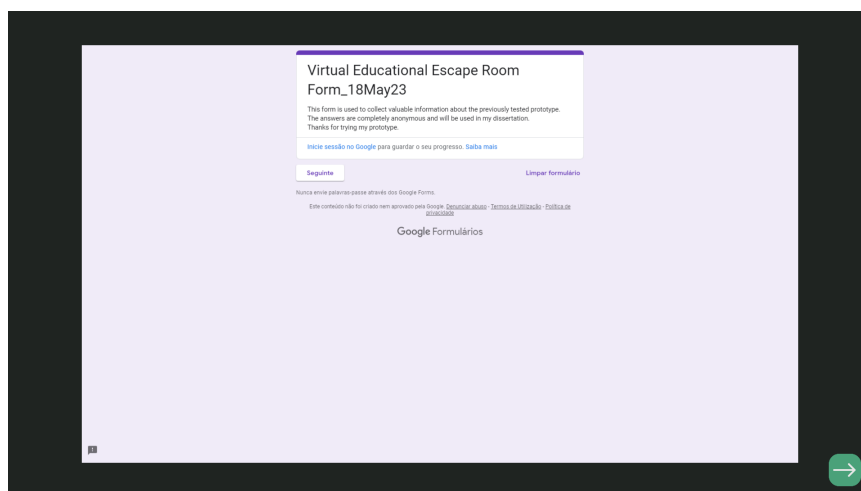 Virtual Educational Escape Room
Form_18May23
This form is used to collect valuable information about the previously tested prototype.
The answers are completely anonymous and will be used in my dissertation.
Thanks for trying my prototype.
Inicie sessão no Google para guardar o seu progresso. Saiba mais
Seguinte
Limpar formulário
Nunca envie palavras-passe através dos Google Forms.
Este conteúdo não foi criado nem aprovado pela Google. Denunciar abuso - Termos de Utilização - Política de
privacidade
Google Formulários